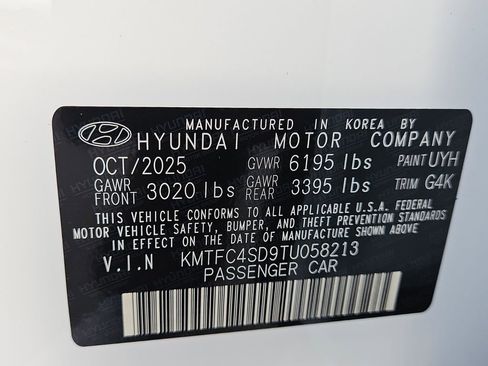 MANUFACTURED IN KOREA BY
HYUNDAI MOTOR COMPANY
OCT/2025 GVWR 6195 lbs PAINT UYH
GAWR FRONT 3020 lbs GAWR REAR 3395 lbs TRIM G4K
THIS VEHICLE CONFORMS TO ALL APPLICABLE U.S.A. FEDERAL
MOTOR VEHICLE SAFETY, BUMPER, AND THEFT PREVENTION STANDARDS
IN EFFECT ON THE DATE OF MANUFACTURE SHOWN ABOVE.
V.I.N KMTFC4SD9TU058213
PASSENGER CAR